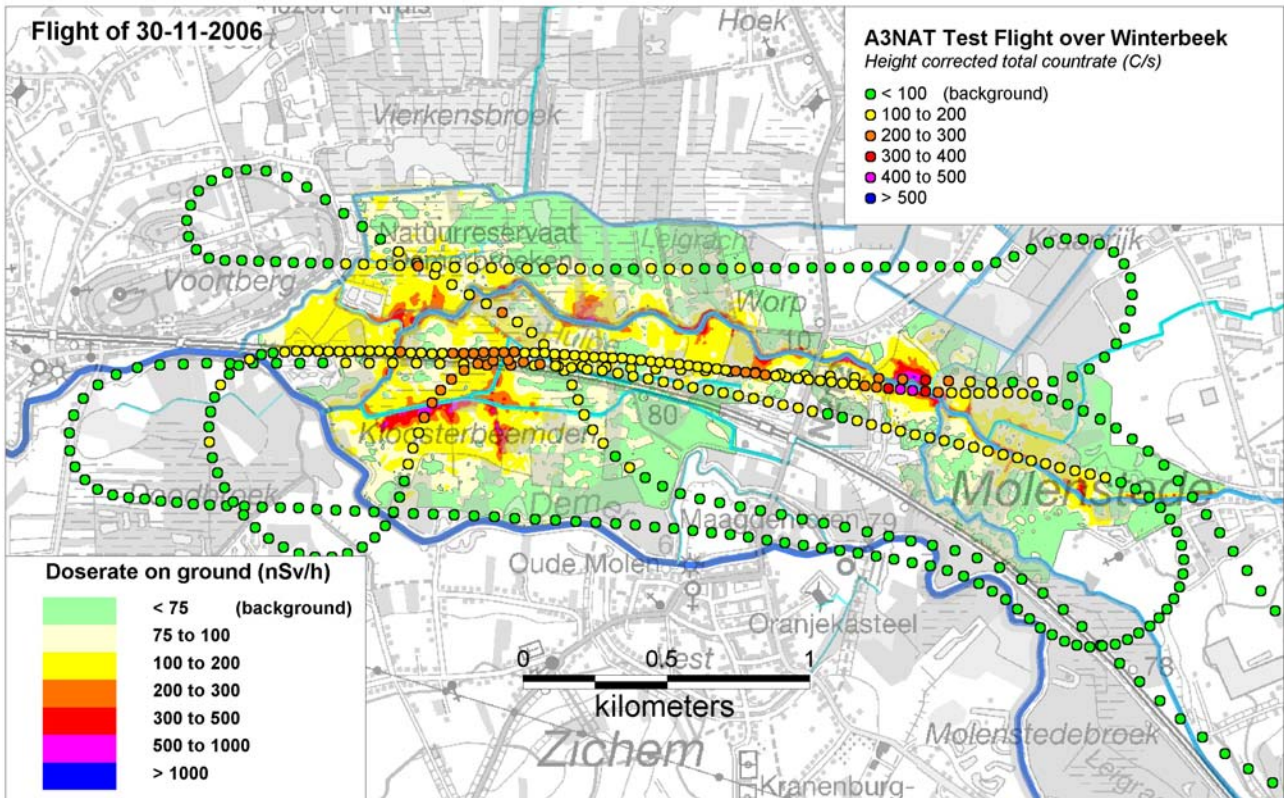 Flight of 30-11-2006
Hoek
A3NAT Test Flight over Winterbeek
Height corrected total countrate (C/s)
< 100 (background)
100 to 200
200 to 300
300 to 400
400 to 500
> 500
Vierkensbroek
Natuurreservaat
Leigracht
Voortberg
Worp
80
Kloosterbeemden
Molenstede
Maagdentoren 79
Oude Molen
Oranjekasteel
78
Doserate on ground (nSv/h)
< 75 (background)
75 to 100
100 to 200
200 to 300
300 to 500
500 to 1000
> 1000
0 0.5 1
kilometers
Zichem
Molenstedebroek
Kranenburg-